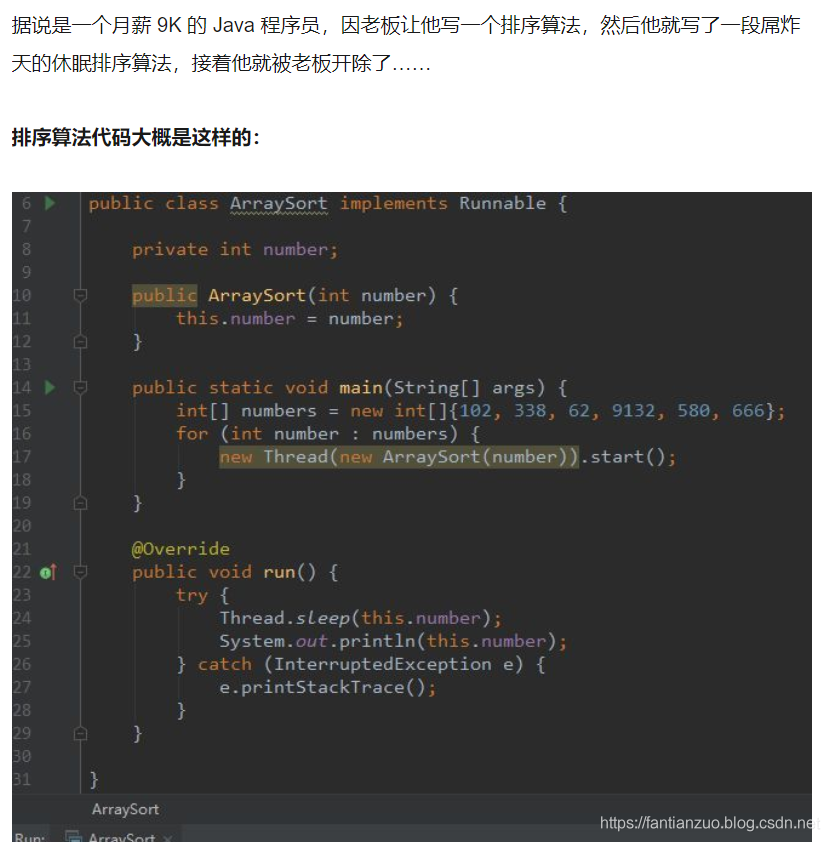 据说是一个月薪 9K 的 Java 程序员，因老板让他写一个排序算法，然后他就写了一段屌炸
天的休眠排序算法，接着他就被老板开除了……
排序算法代码大概是这样的：
6 public class ArraySort implements Runnable {
7
8 private int number;
9
10 public ArraySort(int number) {
11 this.number = number;
12 }
13
14 public static void main(String[] args) {
15 int[] numbers = new int[]{102, 338, 62, 9132, 580, 666};
16 for (int number : numbers) {
17 new Thread(new ArraySort(number)).start();
18 }
19 }
20
21 @Override
22 public void run() {
23 try {
24 Thread.sleep(this.number);
25 System.out.println(this.number);
26 } catch (InterruptedException e) {
27 e.printStackTrace();
28 }
29 }
30
31 }
ArraySort
https://fantianzuo.blog.csdn.net
Run: ArraySort ×